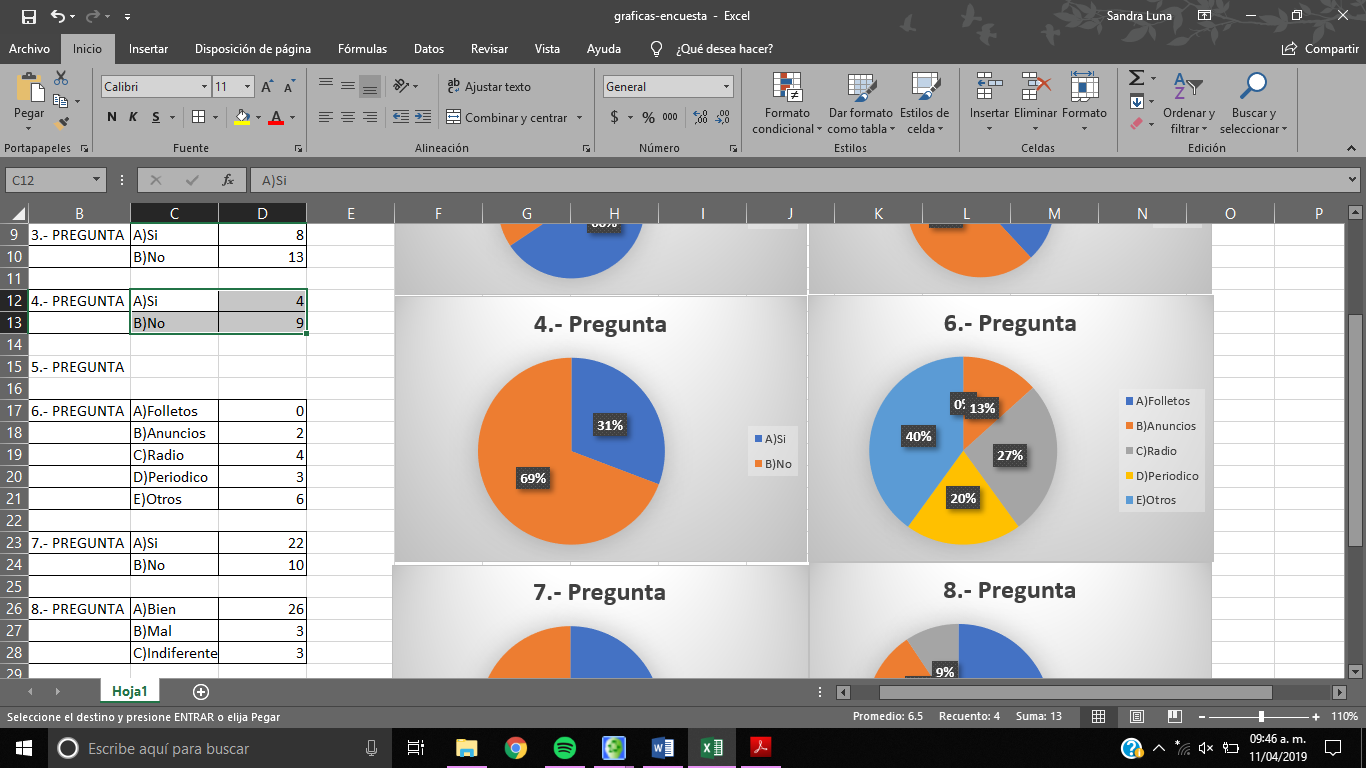 graficas-encuesta - Excel
Sandra Luna
Archivo Inicio Insertar Disposición de página Fórmulas Datos Revisar Vista Ayuda ¿Qué desea hacer? Compartir
Pegar
Portapapeles
Calibri 11
N K S
Fuente
Ajustar texto
Combinar y centrar
Alineación
General
$ % 000
Número
Formato condicional
Dar formato como tabla
Estilos de celda
Estilos
Insertar Eliminar Formato
Celdas
Ordenar y filtrar
Buscar y seleccionar
Edición
C12 fx A)Si
B C D E F G H I J K L M N O P
9 3.- PREGUNTA A)Si 8
10 B)No 13
11
12 4.- PREGUNTA A)Si 4
13 B)No 9
14
15 5.- PREGUNTA
16
17 6.- PREGUNTA A)Folletos 0
18 B)Anuncios 2
19 C)Radio 4
20 D)Periodico 3
21 E)Otros 6
22
23 7.- PREGUNTA A)Si 22
24 B)No 10
25
26 8.- PREGUNTA A)Bien 26
27 B)Mal 3
28 C)Indiferente 3
29
4.- Pregunta
31%
69%
A)Si
B)No
6.- Pregunta
13%
40%
27%
20%
A)Folletos
B)Anuncios
C)Radio
D)Periodico
E)Otros
7.- Pregunta
8.- Pregunta
9%
Hoja1
Seleccione el destino y presione ENTRAR o elija Pegar
Promedio: 6.5 Recuento: 4 Suma: 13
110%
Escribe aquí para buscar
09:46 a. m.
11/04/2019